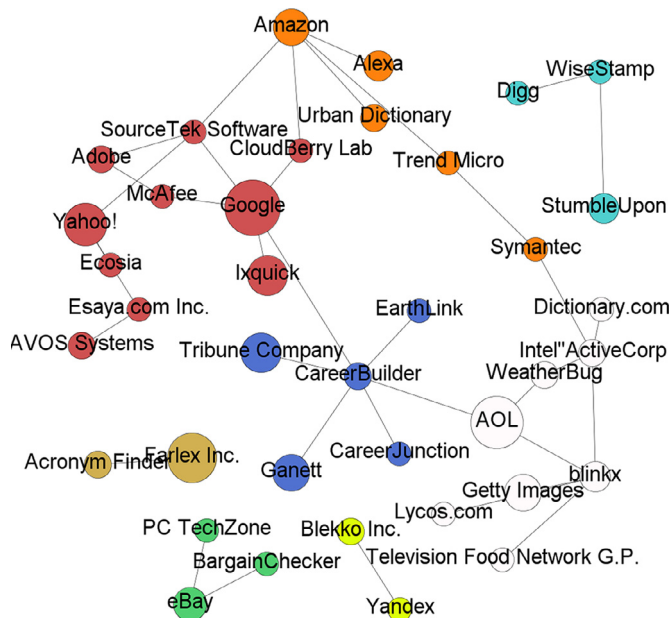 Amazon
Alexa
WiseStamp
Digg
Urban Dictionary
SourceTek Software
CloudBerry Lab
Adobe
Trend Micro
McAfee
Google
Yahoo!
StumbleUpon
Symantec
Ecosia
Ixquick
Esaya.com Inc.
EarthLink
Dictionary.com
AVOS Systems
Tribune Company
Intel"ActiveCorp
CareerBuilder
WeatherBug
AOL
CareerJunction
Farlex Inc.
Acronym Finder
Ganett
blinkx
Getty Images
Lycos.com
PC TechZone
Blekko Inc.
BargainChecker
Television Food Network G.P.
eBay
Yandex